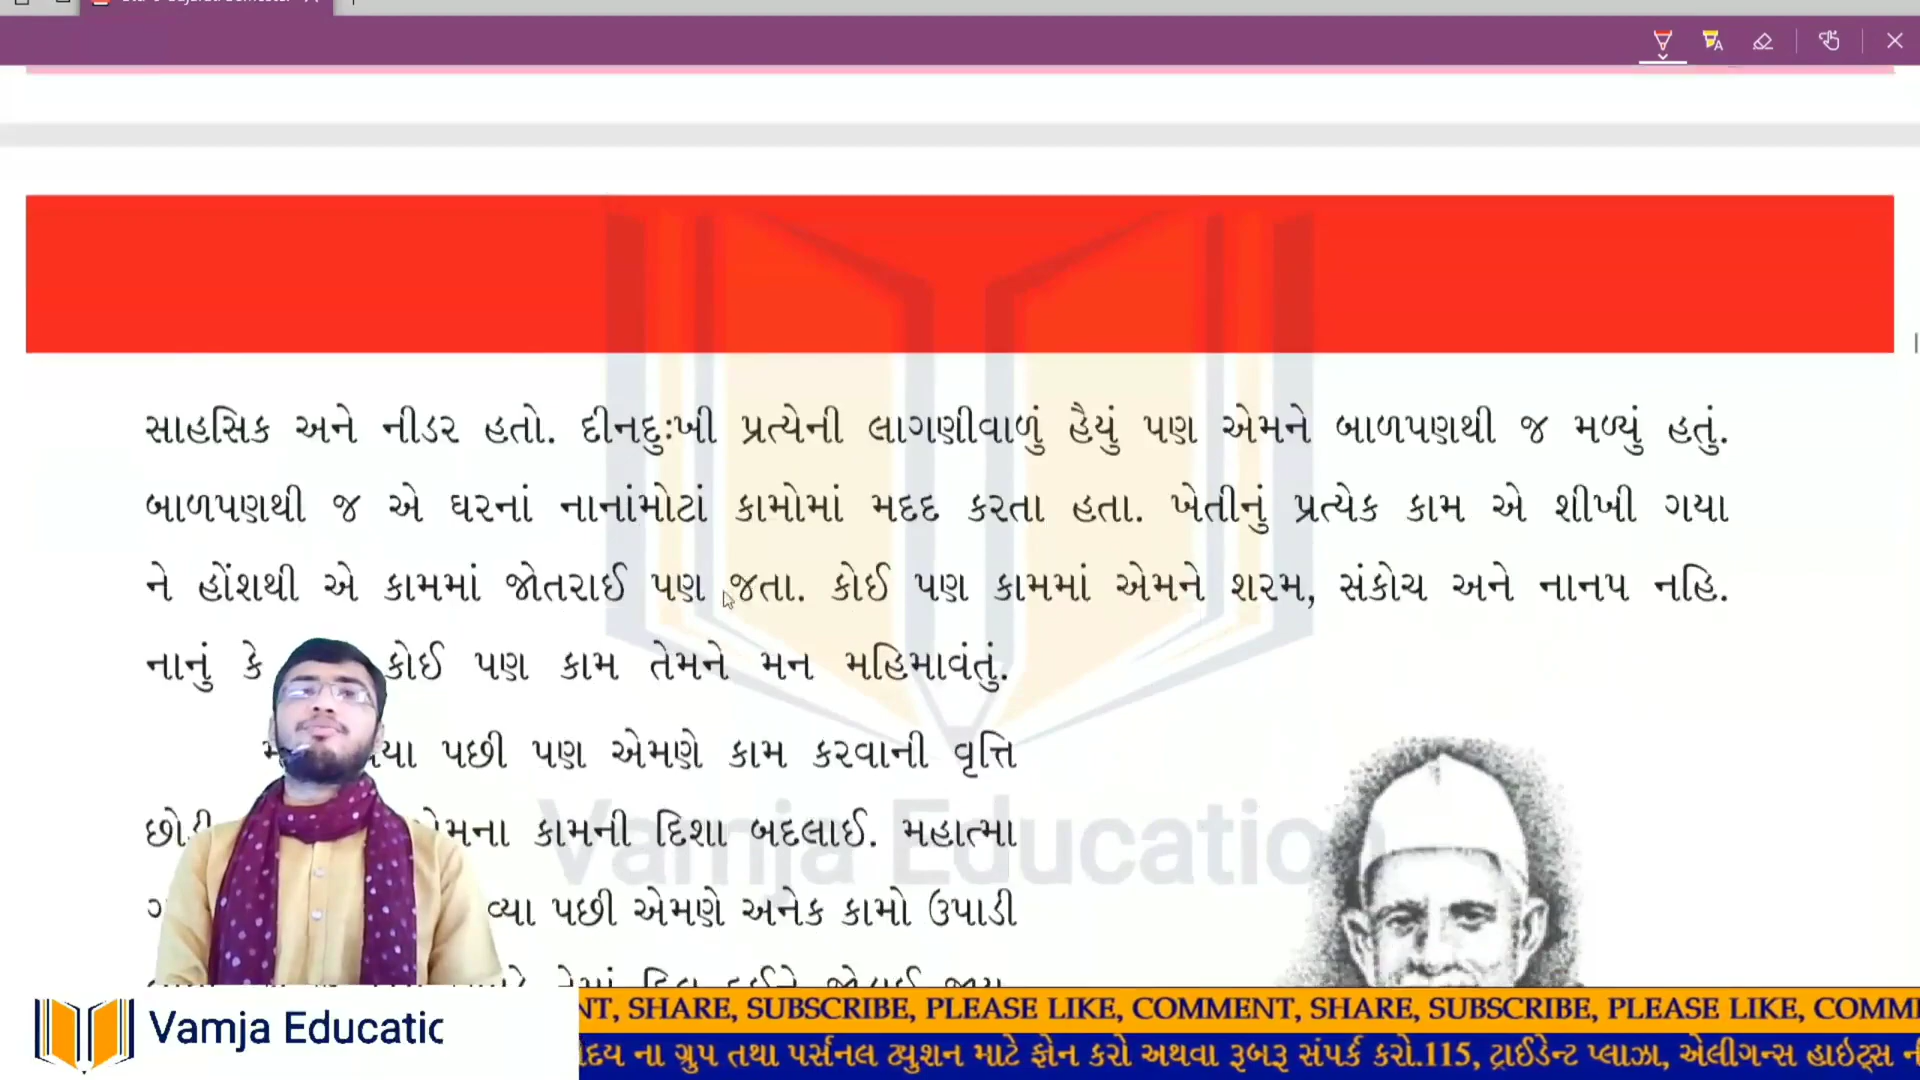 સાહસિક અને નીડર હતો. દીનદુઃખી પ્રત્યેની લાગણીવાળું હૈયું પણ એમને બાળપણથી જ મળ્યું હતું.
બાળપણથી જ એ ઘરનાં નાનાંમોટાં કામોમાં મદદ કરતા હતા. ખેતીનું પ્રત્યેક કામ એ શીખી ગયા
ને હોંશથી એ કામમાં જોતરાઈ પણ જતા. કોઈ પણ કામમાં એમને શરમ, સંકોચ અને નાનપ નહિ.
નાનું કે કોઈ પણ કામ તેમને મન મહિમાવંતું.
પછી પણ એમણે કામ કરવાની વૃત્તિ
કામની દિશા બદલાઈ. મહાત્મા
પછી એમણે અનેક કામો ઉપાડી
Vamja Education
Vamja Educatic
NT, SHARE, SUBSCRIBE, PLEASE LIKE, COMMENT, SHARE, SUBSCRIBE, PLEASE LIKE, COMM
ના ગ્રુપ તથા પર્સનલ ટ્યુશન માટે ફોન કરો અથવા રૂબરૂ સંપર્ક કરો.115, ટ્રાઈડેન્ટ પ્લાઝા, એલીગન્સ હાઇટ્સ ની